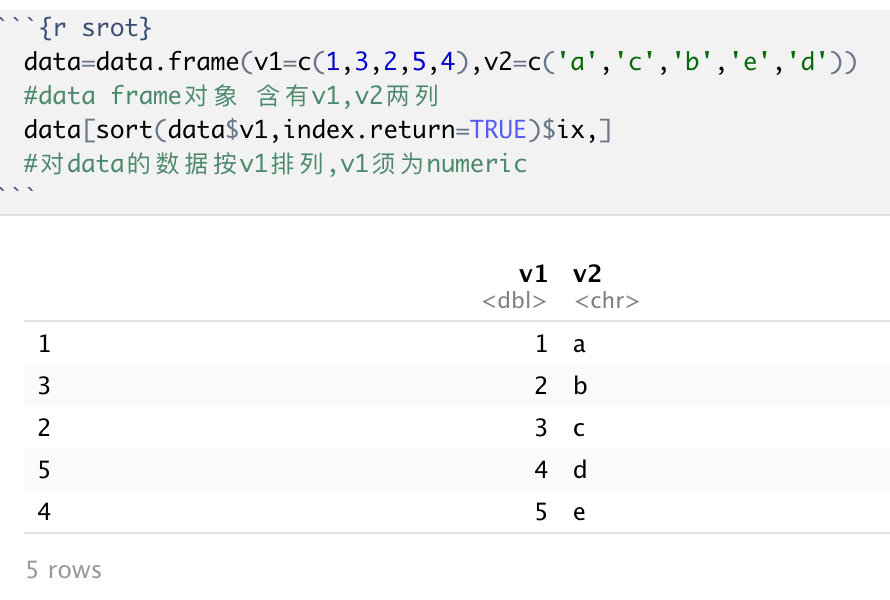 ```{r srot}
data=data.frame(v1=c(1,3,2,5,4),v2=c('a','c','b','e','d'))
#data frame对象 含有v1,v2两列
data[sort(data$v1,index.return=TRUE)$ix,]
#对data的数据按v1排列,v1须为numeric
```
v1 v2
<dbl> <chr>
1 1 a
3 2 b
2 3 c
5 4 d
4 5 e
5 rows